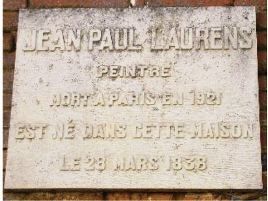 JEAN PAUL LAURENS
PEINTRE
MORT A PARIS EN 1921
EST NÉ DANS CETTE MAISON
LE 28 MARS 1838